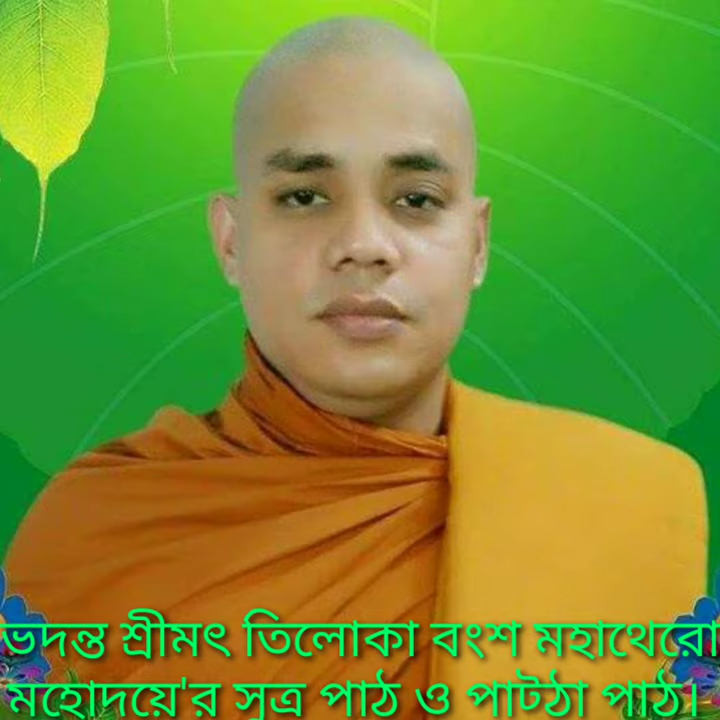 ভদন্ত শ্রীমৎ তিলোকা বংশ মহাথেরো
মহোদয়ে'র সূত্র পাঠ ও পাটঠা পাঠ।